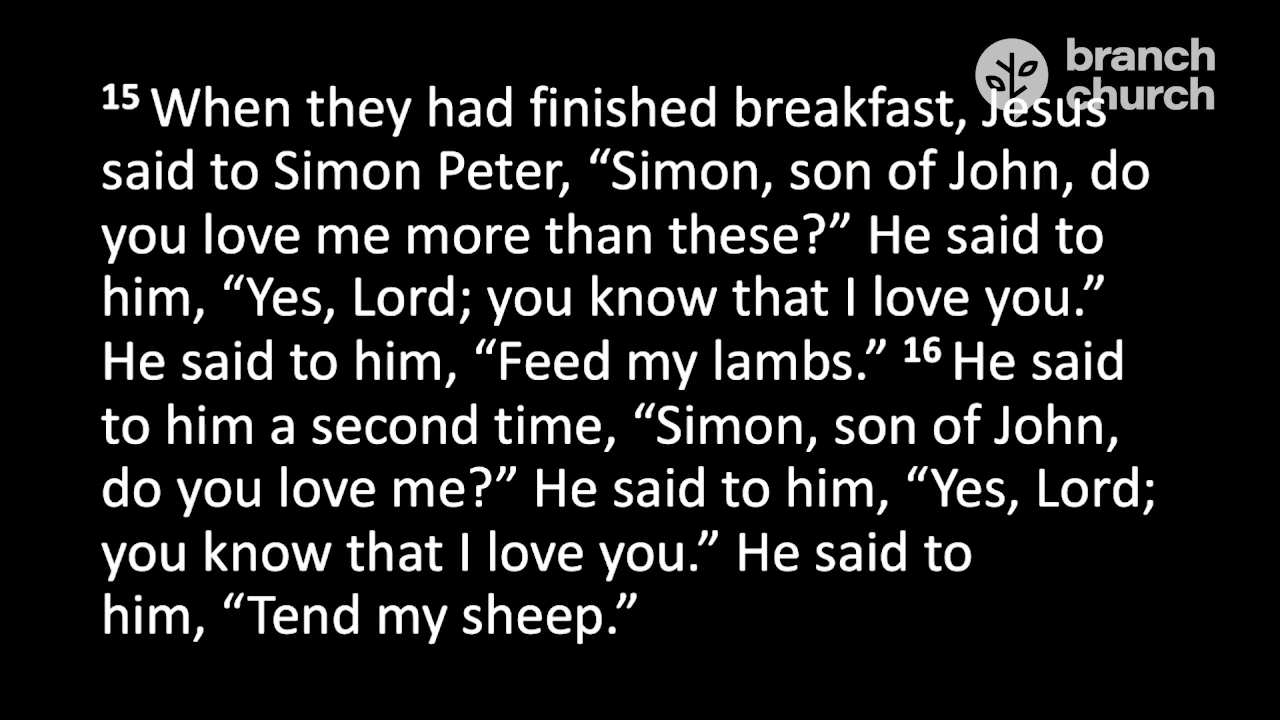 branch
church
15 When they had finished breakfast, Jesus
said to Simon Peter, “Simon, son of John, do
you love me more than these?” He said to
him, “Yes, Lord; you know that I love you.”
He said to him, “Feed my lambs.” 16 He said
to him a second time, “Simon, son of John,
do you love me?” He said to him, “Yes, Lord;
you know that I love you.” He said to
him, “Tend my sheep.”